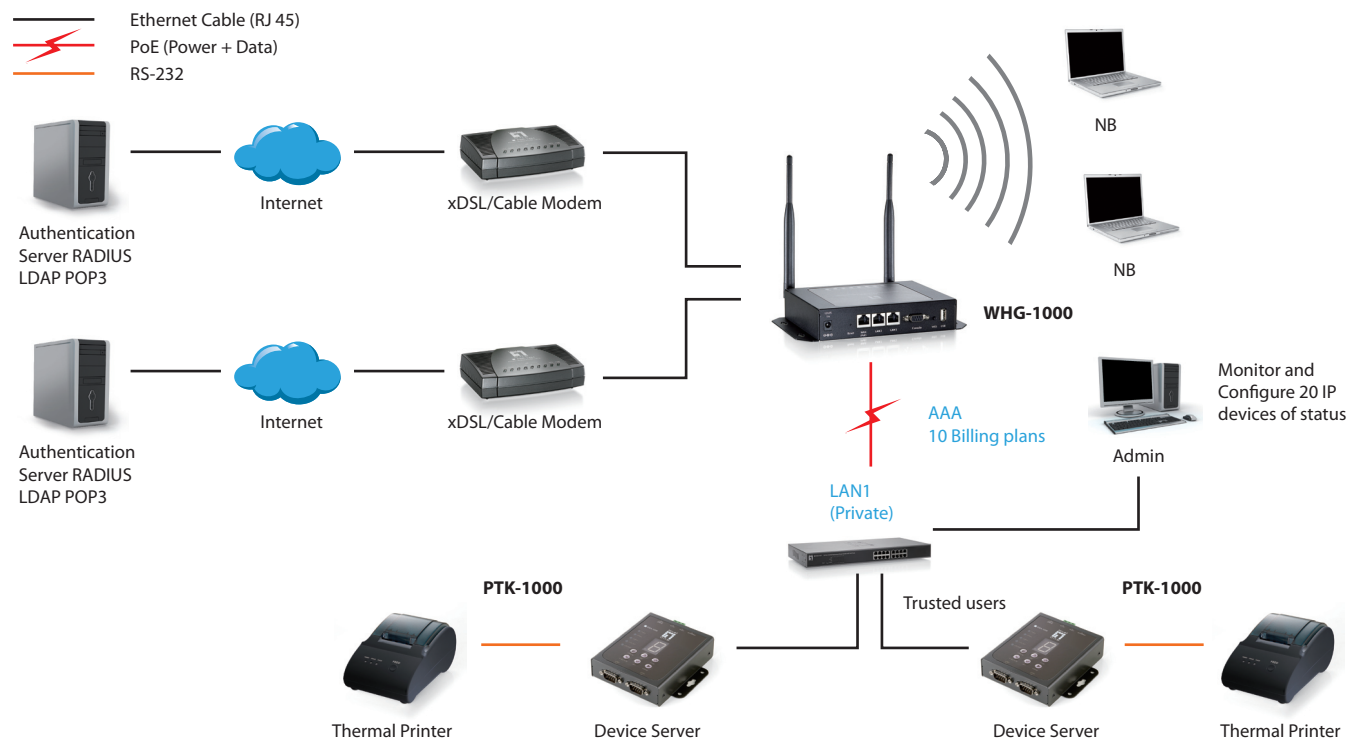 Ethernet Cable (RJ 45)
PoE (Power + Data)
RS-232
NB
Internet
xDSL/Cable Modem
Authentication
Server RADIUS
LDAP POP3
NB
WHG-1000
Internet
xDSL/Cable Modem
Authentication
Server RADIUS
LDAP POP3
AAA
10 Billing plans
Monitor and
Configure 20 IP
devices of status
Admin
LAN1
(Private)
PTK-1000
Trusted users
PTK-1000
Thermal Printer
Device Server
Device Server
Thermal Printer